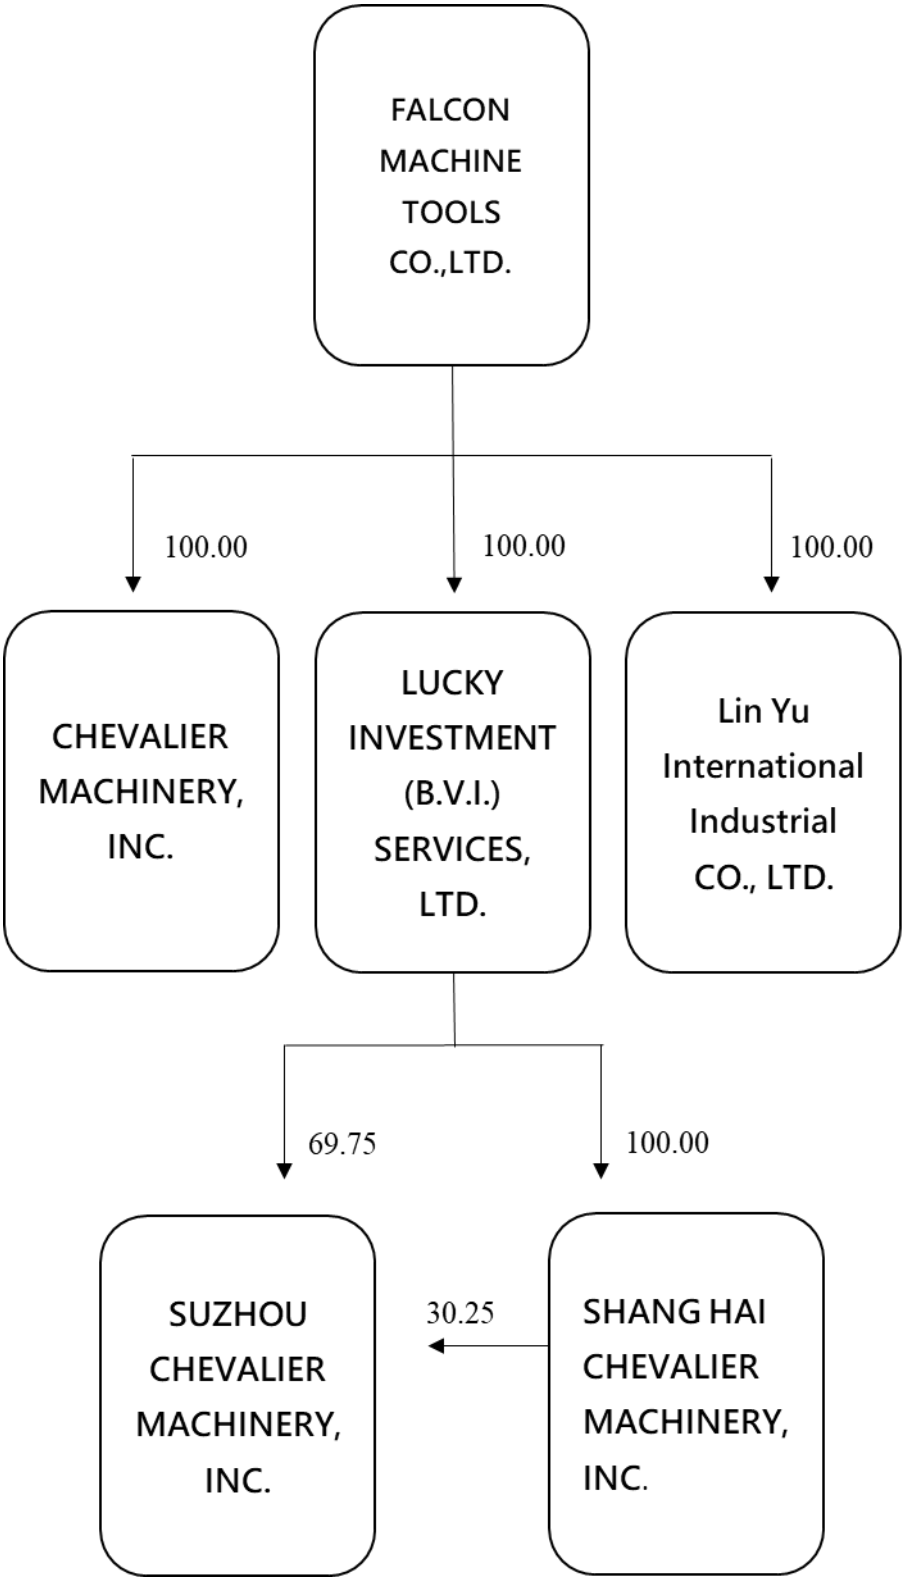 FALCON
MACHINE
TOOLS
CO.,LTD.
100.00
100.00
100.00
CHEVALIER
MACHINERY,
INC.
LUCKY
INVESTMENT
(B.V.I.)
SERVICES,
LTD.
Lin Yu
International
Industrial
CO., LTD.
69.75
100.00
SUZHOU
CHEVALIER
MACHINERY,
INC.
30.25
SHANG HAI
CHEVALIER
MACHINERY,
INC.